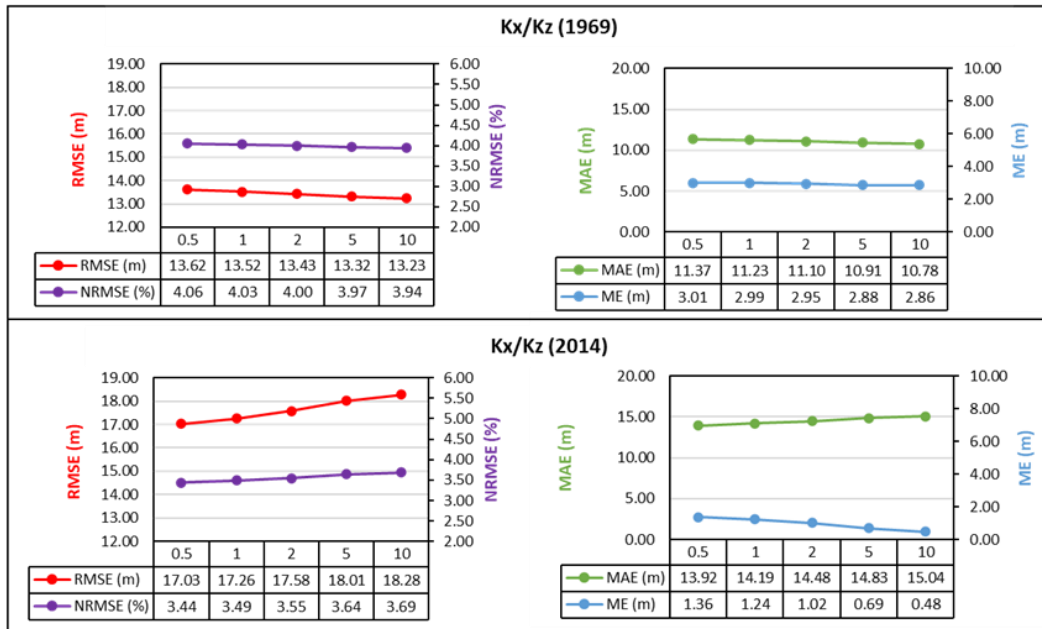 Kx/Kz (1969)
RMSE (m)
19.00
18.00
17.00
16.00
15.00
14.00
13.00
12.00
6.00
5.50
5.00
4.50
4.00
3.50
3.00
2.50
2.00
NRMSE (%)
0.5 1 2 5 10
RMSE (m) 13.62 13.52 13.43 13.32 13.23
NRMSE (%) 4.06 4.03 4.00 3.97 3.94
MAE (m)
20.00
15.00
10.00
5.00
0.00
10.00
8.00
6.00
4.00
2.00
0.00
ME (m)
0.5 1 2 5 10
MAE (m) 11.37 11.23 11.10 10.91 10.78
ME (m) 3.01 2.99 2.95 2.88 2.86
Kx/Kz (2014)
RMSE (m)
19.00
18.00
17.00
16.00
15.00
14.00
13.00
12.00
6.00
5.50
5.00
4.50
4.00
3.50
3.00
2.50
2.00
NRMSE (%)
0.5 1 2 5 10
RMSE (m) 17.03 17.26 17.58 18.01 18.28
NRMSE (%) 3.44 3.49 3.55 3.64 3.69
MAE (m)
20.00
15.00
10.00
5.00
0.00
10.00
8.00
6.00
4.00
2.00
0.00
ME (m)
0.5 1 2 5 10
MAE (m) 13.92 14.19 14.48 14.83 15.04
ME (m) 1.36 1.24 1.02 0.69 0.48